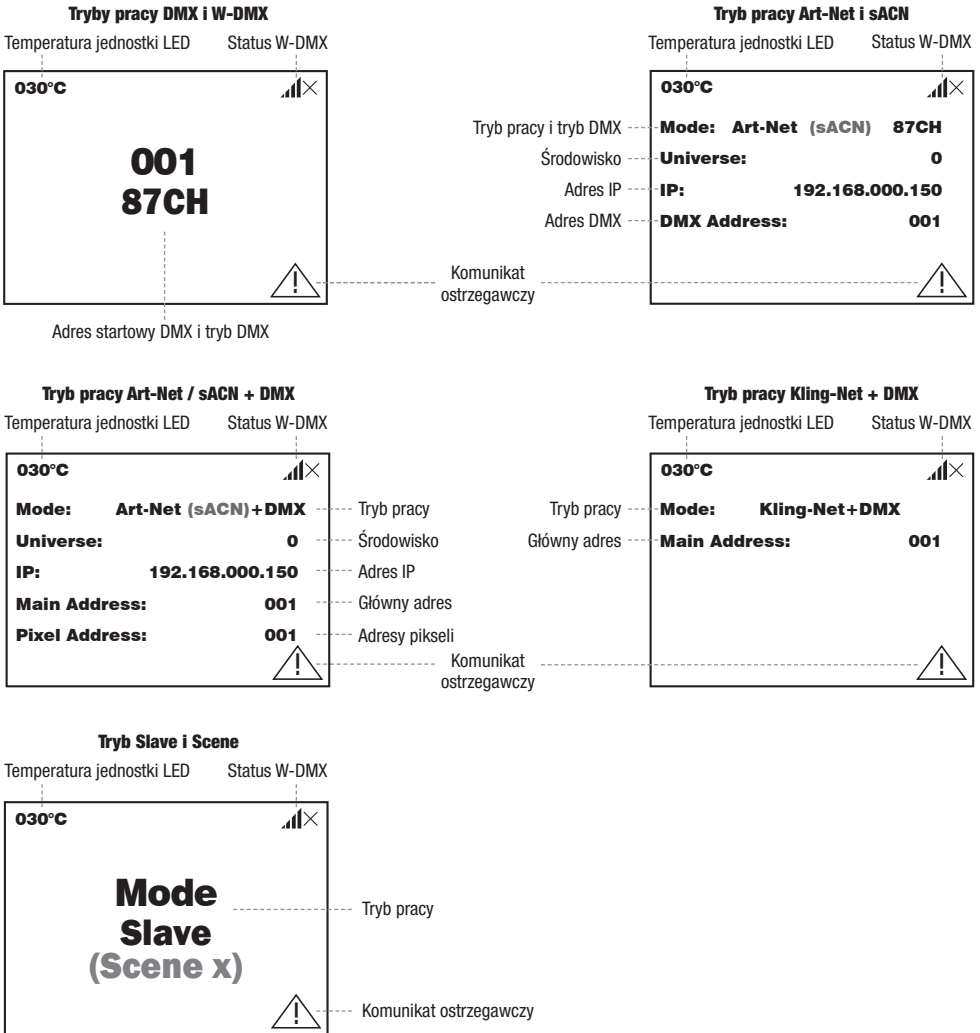 Tryby pracy DMX i W-DMX
Temperatura jednostki LED Status W-DMX
030°C
001
87CH
Adres startowy DMX i tryb DMX
Tryb pracy Art-Net i sACN
Temperatura jednostki LED Status W-DMX
030°C
Tryb pracy i tryb DMX Mode: Art-Net (sACN) 87CH
Środowisko Universe: 0
Adres IP IP: 192.168.000.150
Adres DMX DMX Address: 001
Komunikat
ostrzegawczy
Tryb pracy Art-Net / sACN + DMX
Temperatura jednostki LED Status W-DMX
030°C
Mode: Art-Net (sACN)+DMX Tryb pracy
Universe: 0 Środowisko
IP: 192.168.000.150 Adres IP
Main Address: 001 Główny adres
Pixel Address: 001 Adresy pikseli
Komunikat
ostrzegawczy
Tryb pracy Kling-Net + DMX
Temperatura jednostki LED Status W-DMX
030°C
Tryb pracy Mode: Kling-Net+DMX
Główny adres Main Address: 001
Tryb Slave i Scene
Temperatura jednostki LED Status W-DMX
030°C
Mode
Slave
(Scene x)
Tryb pracy
Komunikat ostrzegawczy